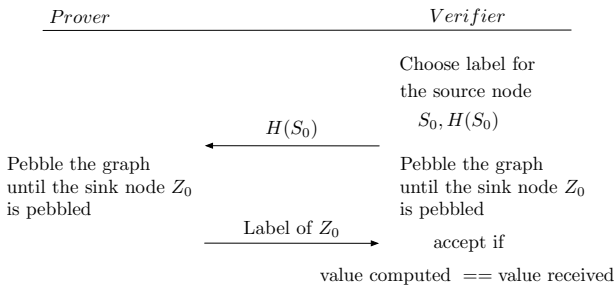 Prover Verifier
Choose label for
the source node
S₀, H(S₀)
H(S₀)
Pebble the graph
until the sink node Z₀
is pebbled
Pebble the graph
until the sink node Z₀
is pebbled
Label of Z₀
accept if
value computed == value received